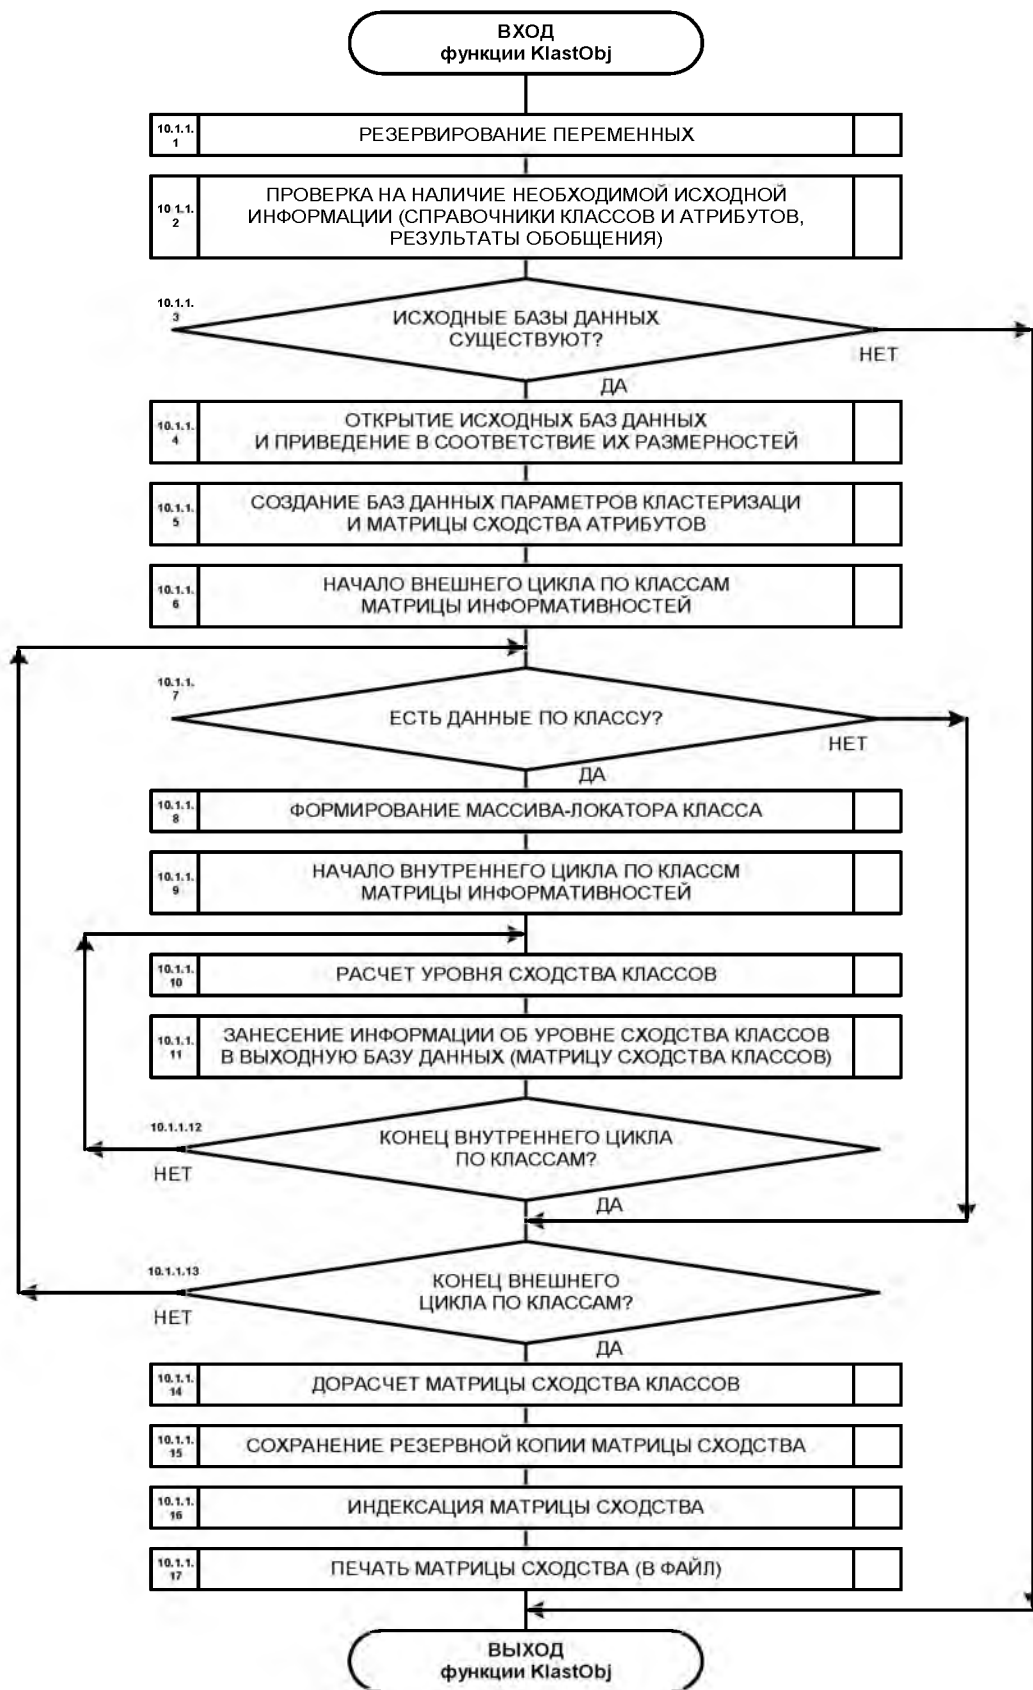 ВХОД
функции KlastObj
10.1.1.
1
РЕЗЕРВИРОВАНИЕ ПЕРЕМЕННЫХ
10 1.1.
2
ПРОВЕРКА НА НАЛИЧИЕ НЕОБХОДИМОЙ ИСХОДНОЙ
ИНФОРМАЦИИ (СПРАВОЧНИКИ КЛАССОВ И АТРИБУТОВ,
РЕЗУЛЬТАТЫ ОБОБЩЕНИЯ)
10.1.1.
3
ИСХОДНЫЕ БАЗЫ ДАННЫХ
СУЩЕСТВУЮТ?
НЕТ
ДА
10.1.1.
4
ОТКРЫТИЕ ИСХОДНЫХ БАЗ ДАННЫХ
И ПРИВЕДЕНИЕ В СООТВЕТСТВИЕ ИХ РАЗМЕРНОСТЕЙ
10.1.1.
5
СОЗДАНИЕ БАЗ ДАННЫХ ПАРАМЕТРОВ КЛАСТЕРИЗАЦИ
И МАТРИЦЫ СХОДСТВА АТРИБУТОВ
10.1.1.
6
НАЧАЛО ВНЕШНЕГО ЦИКЛА ПО КЛАССАМ
МАТРИЦЫ ИНФОРМАТИВНОСТЕЙ
10.1.1.
7
ЕСТЬ ДАННЫЕ ПО КЛАССУ?
НЕТ
ДА
10.1.1.
8
ФОРМИРОВАНИЕ МАССИВА-ЛОКАТОРА КЛАССА
10.1.1.
9
НАЧАЛО ВНУТРЕННЕГО ЦИКЛА ПО КЛАССМ
МАТРИЦЫ ИНФОРМАТИВНОСТЕЙ
10.1.1.
10
РАСЧЕТ УРОВНЯ СХОДСТВА КЛАССОВ
10.1.1.
11
ЗАНЕСЕНИЕ ИНФОРМАЦИИ ОБ УРОВНЕ СХОДСТВА КЛАССОВ
В ВЫХОДНУЮ БАЗУ ДАННЫХ (МАТРИЦУ СХОДСТВА КЛАССОВ)
10.1.1.12
КОНЕЦ ВНУТРЕННЕГО ЦИКЛА
ПО КЛАССАМ?
НЕТ
ДА
10.1.1.13
КОНЕЦ ВНЕШНЕГО
ЦИКЛА ПО КЛАССАМ?
НЕТ
ДА
10.1.1.
14
ДОРАСЧЕТ МАТРИЦЫ СХОДСТВА КЛАССОВ
10.1.1.
15
СОХРАНЕНИЕ РЕЗЕРВНОЙ КОПИИ МАТРИЦЫ СХОДСТВА
10.1.1.
16
ИНДЕКСАЦИЯ МАТРИЦЫ СХОДСТВА
10.1.1.
17
ПЕЧАТЬ МАТРИЦЫ СХОДСТВА (В ФАЙЛ)
ВЫХОД
функции KlastObj